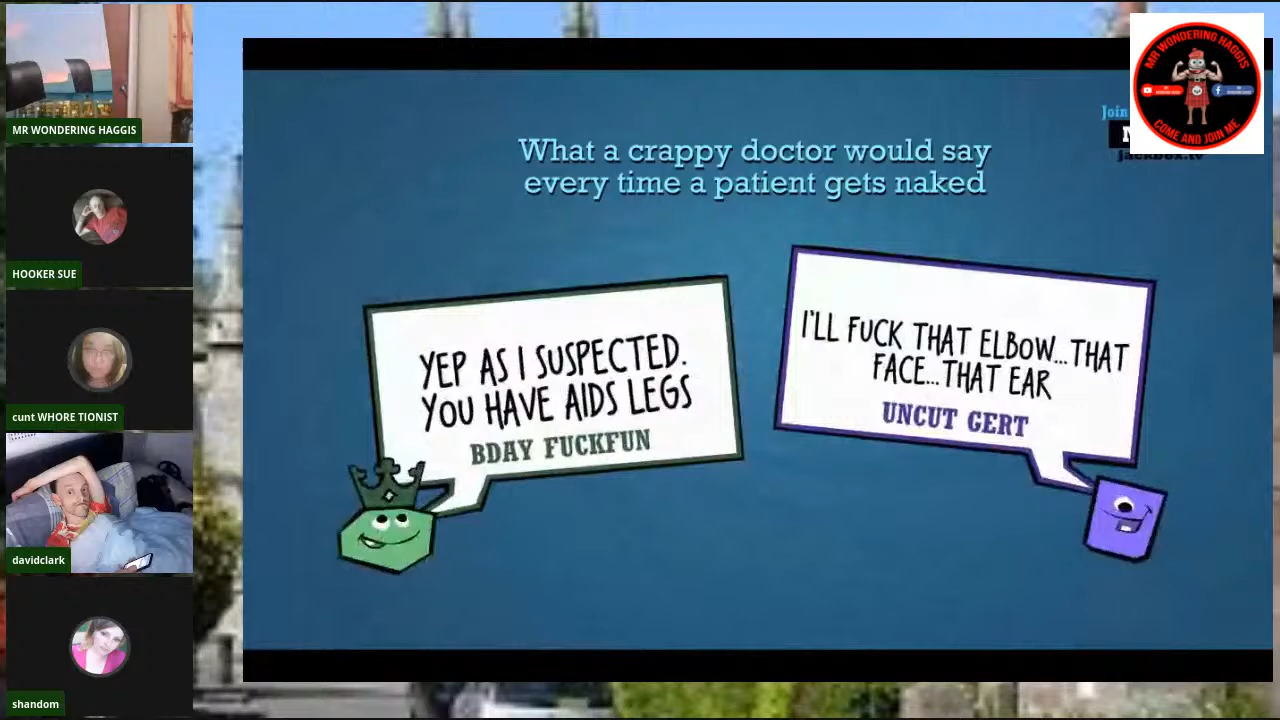 MR WONDERING HAGGIS
HOOKER SUE
cunt WHORE TIONIST
davidclark
shandom
What a crappy doctor would say
every time a patient gets naked
YEP AS I SUSPECTED.
YOU HAVE AIDS LEGS
BDAY FUCKFUN
I'LL FUCK THAT ELBOW...THAT
FACE...THAT EAR
UNCUT GERT
Join
jackbox.tv
MR WONDERING HAGGIS
COME AND JOIN ME